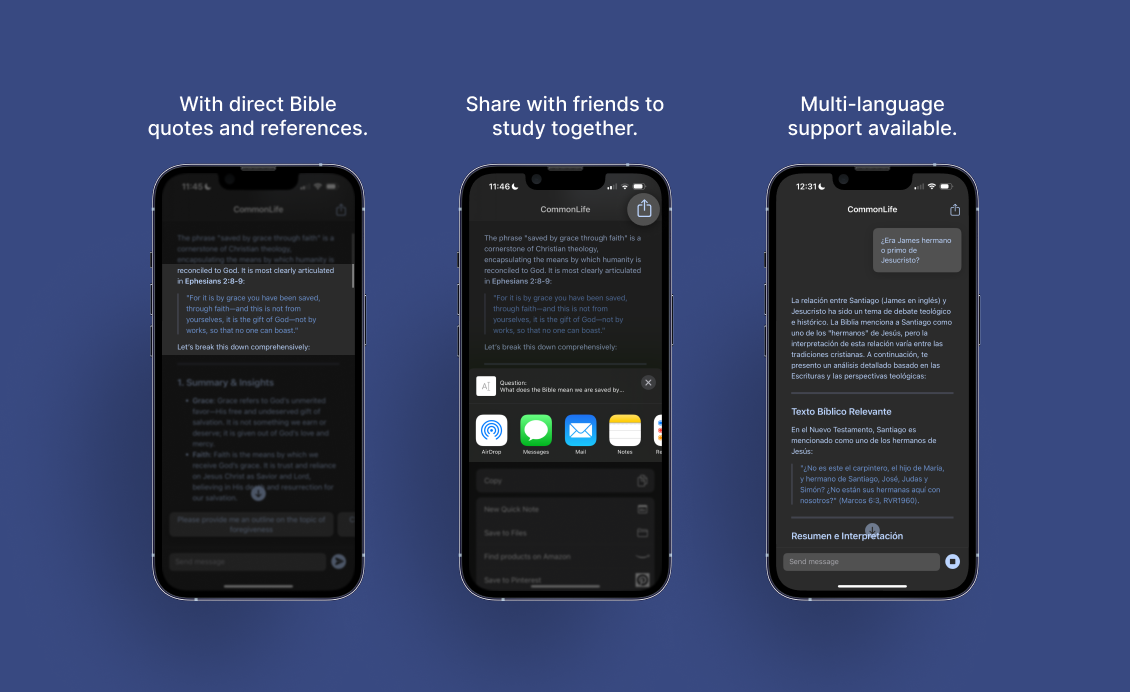 With direct Bible
quotes and references.
11:45
CommonLife
The phrase "saved by grace through faith" is a
cornerstone of Christian theology,
encapsulating the means by which humanity is
reconciled to God. It is most clearly articulated
in Ephesians 2:8-9:
"For it is by grace you have been saved,
through faith—and this is not from
yourselves, it is the gift of God—not by
works, so that no one can boast."
Let's break this down comprehensively:
1. Summary & Insights
• Grace: Grace refers to God's unmerited
favor—His free and undeserved gift of
salvation. It is not something we earn or
deserve; it is given out of God's love and
mercy.
• Faith: Faith is the means by which we
receive God's grace. It is trust and reliance
on Jesus Christ as Savior and Lord,
believing in His death and resurrection for
our salvation.
Please provide me an outline on the topic of
forgiveness
Send message
Share with friends to
study together.
11:46
CommonLife
The phrase "saved by grace through faith" is a
cornerstone of Christian theology,
encapsulating the means by which humanity is
reconciled to God. It is most clearly articulated
in Ephesians 2:8-9:
"For it is by grace you have been saved,
through faith—and this is not from
yourselves, it is the gift of God—not by
works, so that no one can boast."
Let's break this down comprehensively:
Question:
What does the Bible mean we are saved by...
AirDrop
Messages
Mail
Notes
Re
Copy
New Quick Note
Save to Files
Find products on Amazon
Save to Pinterest
Multi-language
support available.
12:31
CommonLife
¿Era James hermano
o primo de
Jesucristo?
La relación entre Santiago (James en inglés) y
Jesucristo ha sido un tema de debate teológico
e histórico. La Biblia menciona a Santiago como
uno de los "hermanos" de Jesús, pero la
interpretación de esta relación varía entre las
tradiciones cristianas. A continuación, te
presento un análisis detallado basado en las
Escrituras y las perspectivas teológicas:
Texto Bíblico Relevante
En el Nuevo Testamento, Santiago es
mencionado como uno de los hermanos de
Jesús:
"¿No es este el carpintero, el hijo de María,
y hermano de Santiago, José, Judas y
Simón? ¿No están sus hermanas aquí con
nosotros?" (Marcos 6:3, RVR1960).
Resumen e Interpretación
Send message